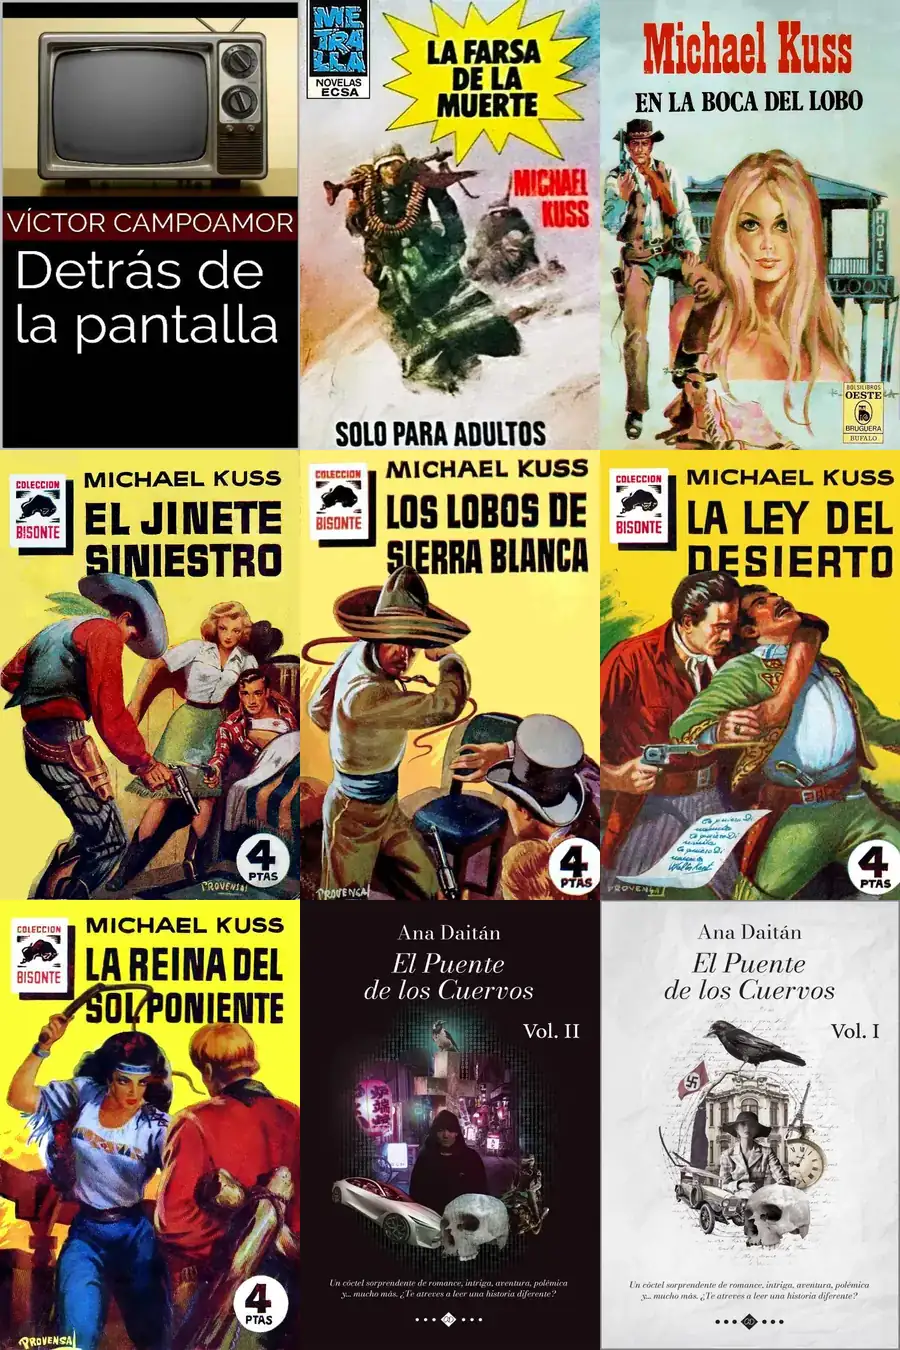 VÍCTOR CAMPOAMOR
Detrás de
la pantalla
METRALLA
NOVELAS
ECSA
LA FARSA
DE LA
MUERTE
MICHAEL
KUSS
SOLO PARA ADULTOS
Michael Kuss
EN LA BOCA DEL LOBO
HOTEL
LOON
BOLSILIBROS
OESTE
BRUGUERA
BUFALO
COLECCION
BISONTE
MICHAEL KUSS
EL JINETE
SINIESTRO
4
PTAS
PROVENSAL
COLECCION
BISONTE
MICHAEL KUSS
LOS LOBOS DE
SIERRA BLANCA
4
PTAS
PROVENSAL
COLECCION
BISONTE
MICHAEL KUSS
LA LEY DEL
DESIERTO
4
PTAS
PROVENSAL
COLECCION
BISONTE
MICHAEL KUSS
LA REINA DEL
SOL PONIENTE
4
PTAS
PROVENSAL
Ana Daitán
El Puente
de los Cuervos
Vol. II
Un cóctel sorprendente de romance, intriga, aventura, polémica
y... mucho más. ¿Te atreves a leer una historia diferente?
Ana Daitán
El Puente
de los Cuervos
Vol. I
Un cóctel sorprendente de romance, intriga, aventura, polémica
y... mucho más. ¿Te atreves a leer una historia diferente?